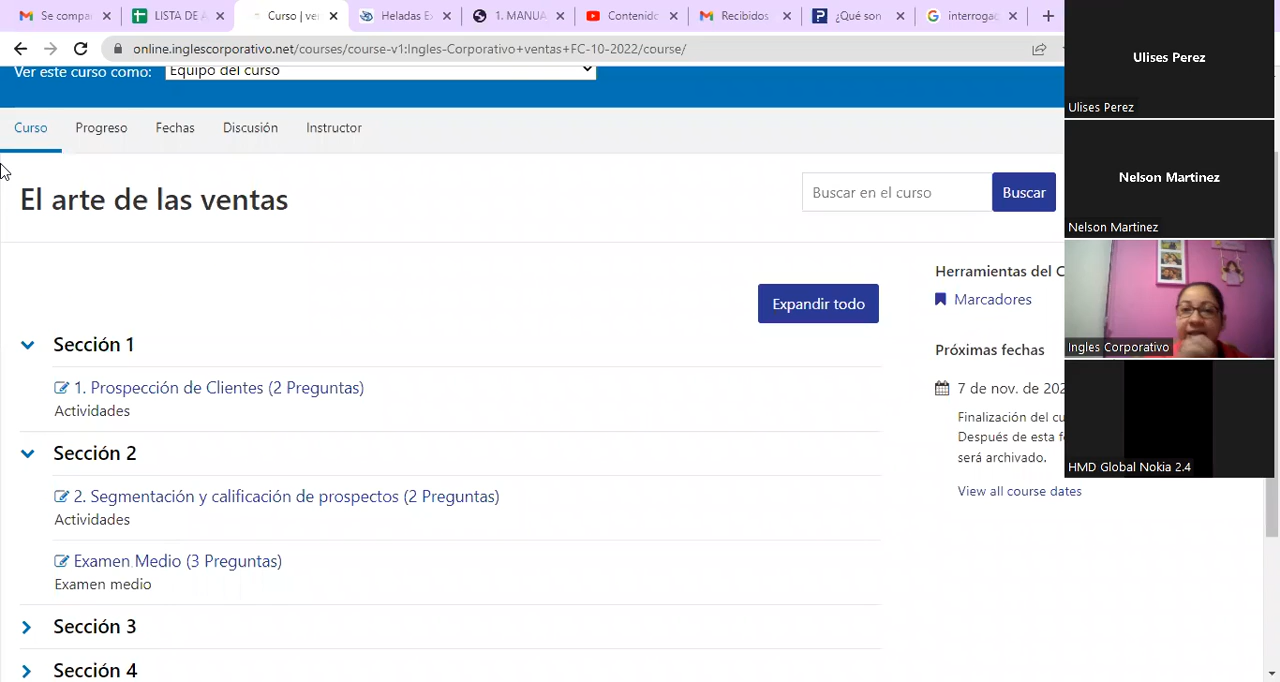 Se compar
LISTA DE A
Curso | ve
Heladas E
1. MANUA
Contenido
Recibidos
¿Qué son
interrogac
online.inglescorporativo.net/courses/course-v1:Ingles-Corporativo+ventas+FC-10-2022/course/
Ver este curso como: Equipo del curso
Curso Progreso Fechas Discusión Instructor
El arte de las ventas
Buscar en el curso
Buscar
Expandir todo
Sección 1
1. Prospección de Clientes (2 Preguntas)
Actividades
Sección 2
2. Segmentación y calificación de prospectos (2 Preguntas)
Actividades
Examen Medio (3 Preguntas)
Examen medio
Sección 3
Sección 4
Herramientas del C
Marcadores
Próximas fechas
7 de nov. de 202
Finalización del cu
Después de esta f
será archivado.
View all course dates
Ulises Perez
Ulises Perez
Nelson Martinez
Nelson Martinez
Ingles Corporativo
HMD Global Nokia 2.4